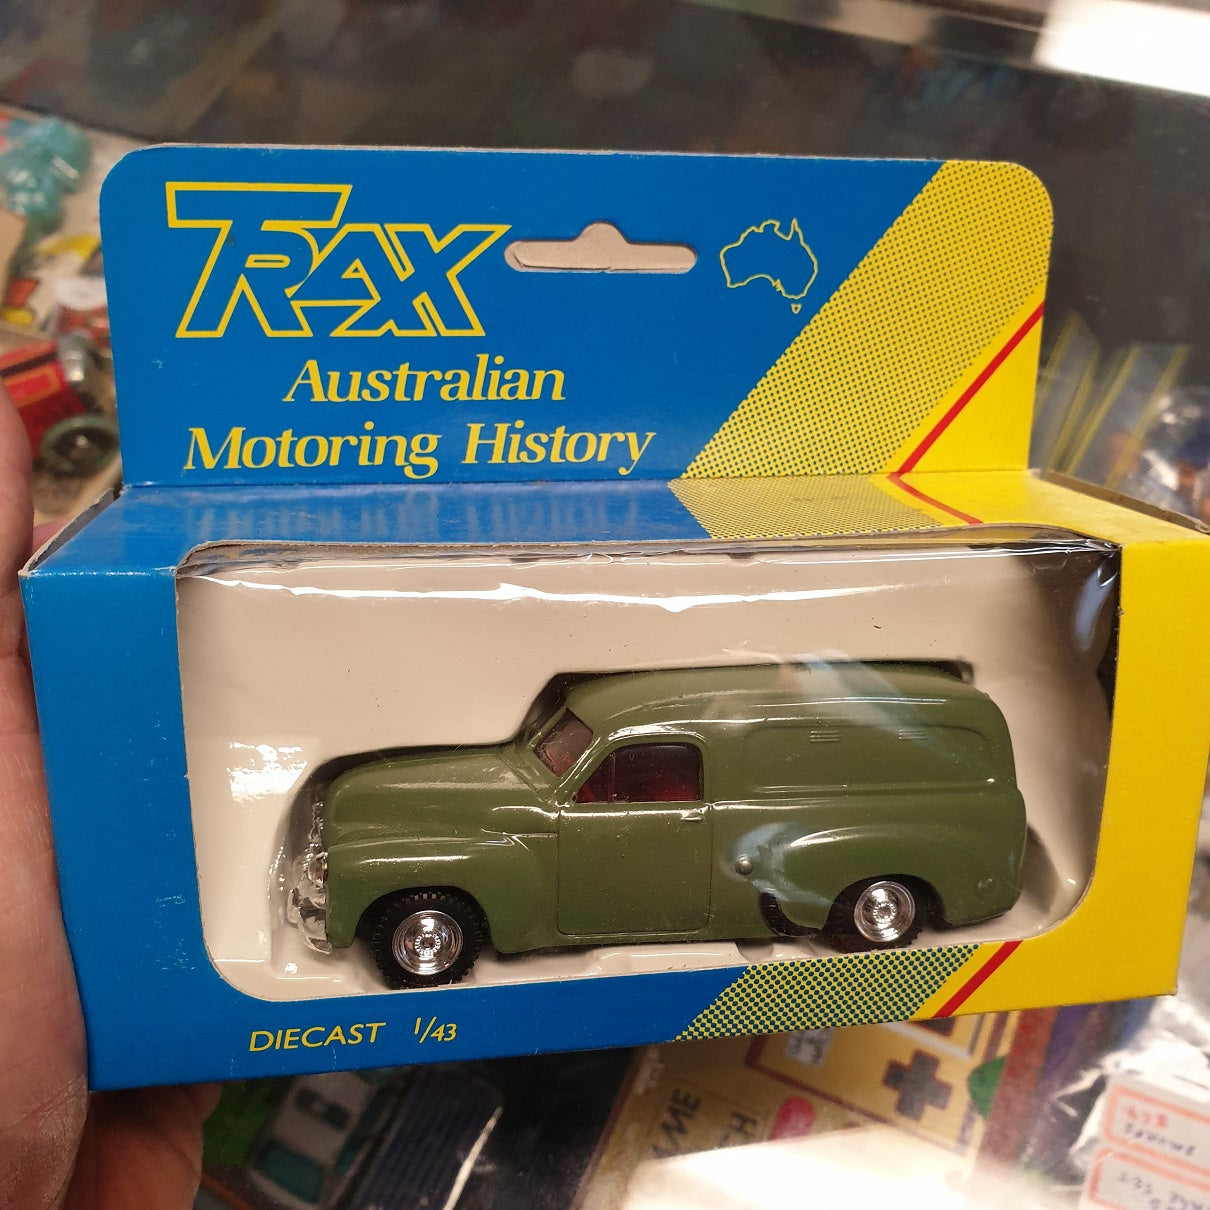 TRAX
Australian
Motoring History
DIECAST 1/43